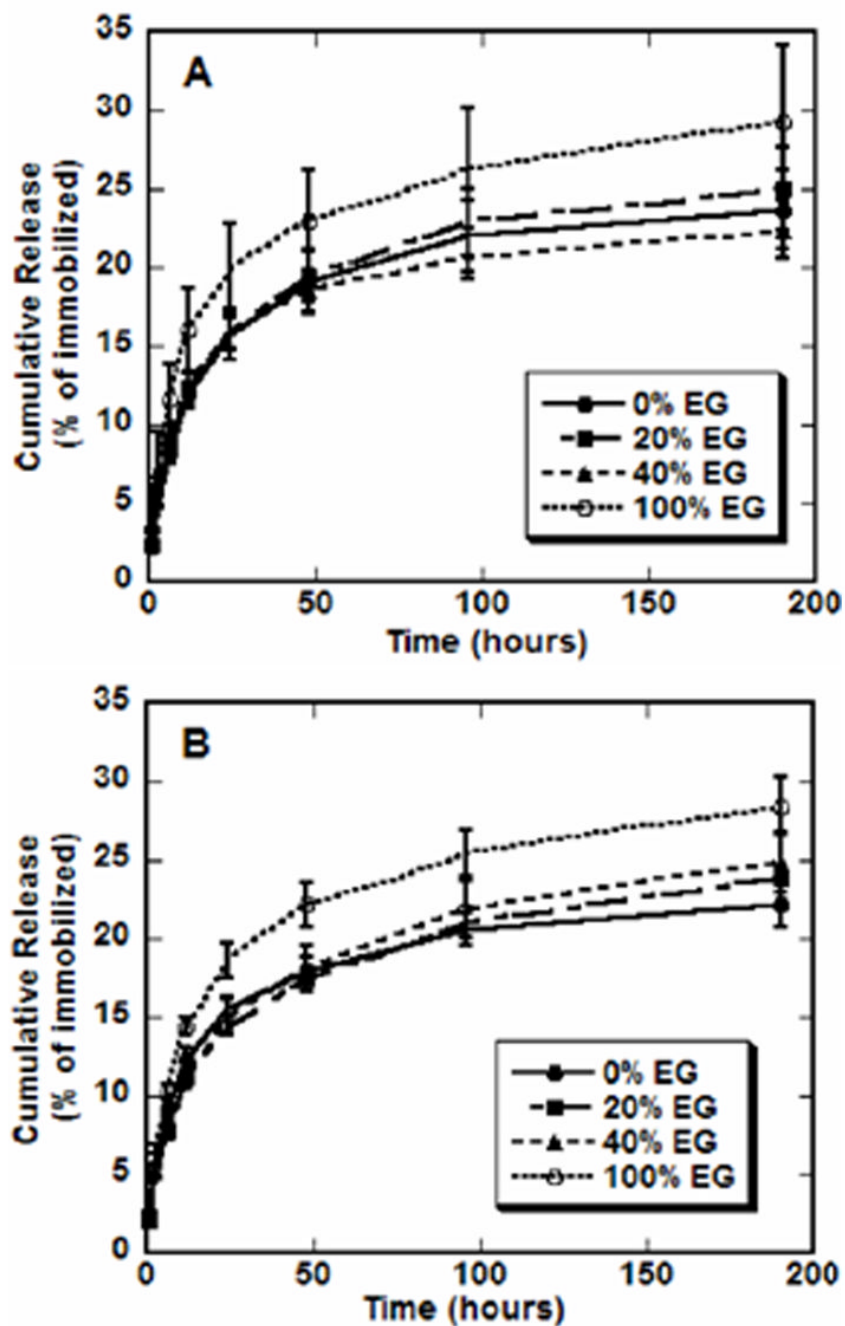 A
Cumulative Release
(% of immobilized)
35
30
25
20
15
10
5
0
0% EG
20% EG
40% EG
100% EG
0 50 100 150 200
Time (hours)
B
Cumulative Release
(% of immobilized)
35
30
25
20
15
10
5
0
0% EG
20% EG
40% EG
100% EG
0 50 100 150 200
Time (hours)